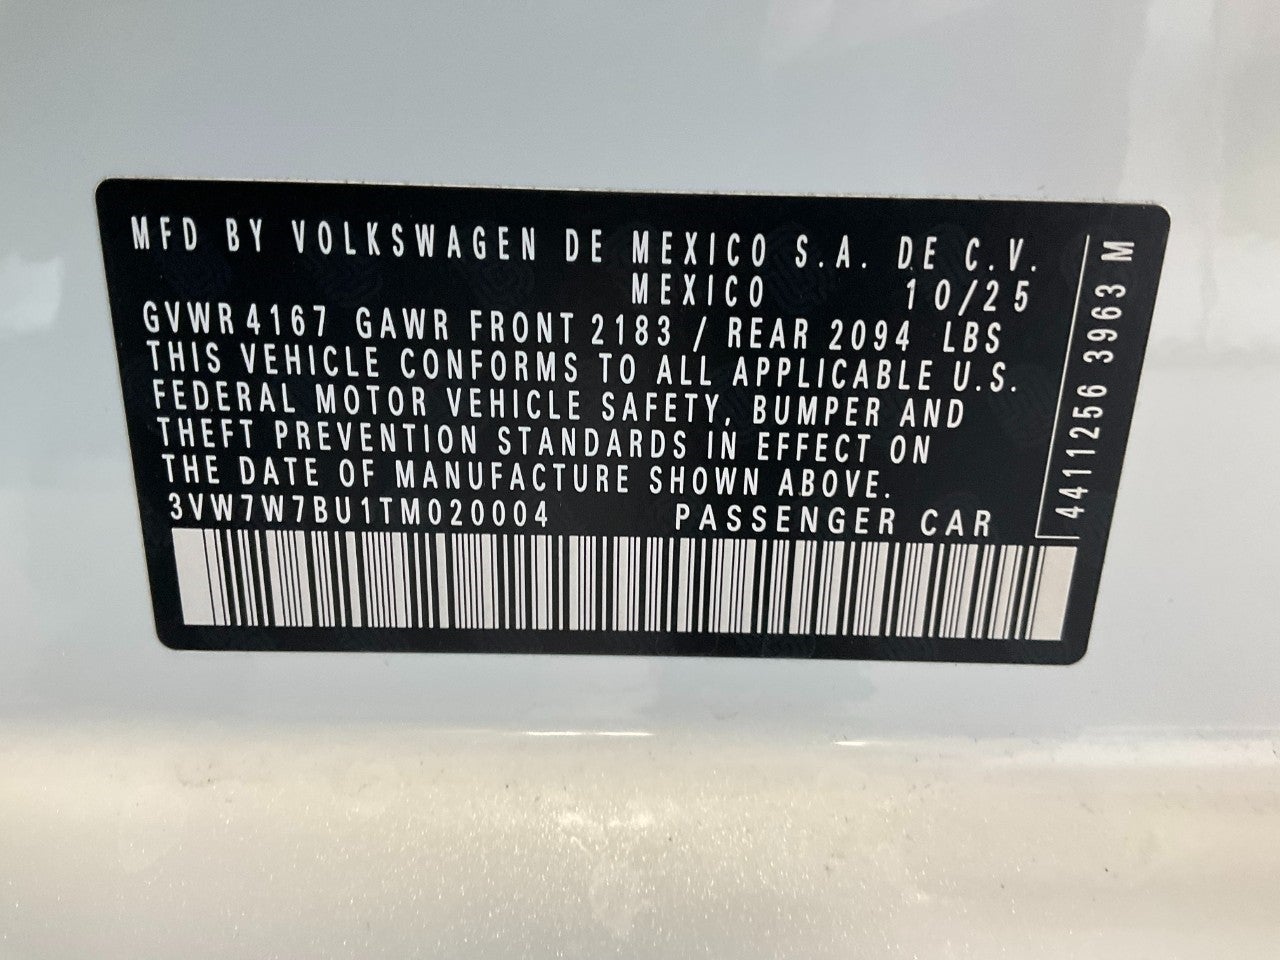 MFD BY VOLKSWAGEN DE MEXICO S.A. DE C.V.
MEXICO 10/25
GVWR 4167 GAWR FRONT 2183 / REAR 2094 LBS
THIS VEHICLE CONFORMS TO ALL APPLICABLE U.S.
FEDERAL MOTOR VEHICLE SAFETY, BUMPER AND
THEFT PREVENTION STANDARDS IN EFFECT ON
THE DATE OF MANUFACTURE SHOWN ABOVE.
3VW7W7BU1TM020004 PASSENGER CAR
4411256 3963 M